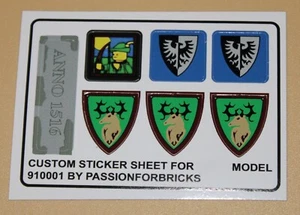 ANNO 1516
CUSTOM STICKER SHEET FOR MODEL
910001 BY PASSIONFORBRICKS